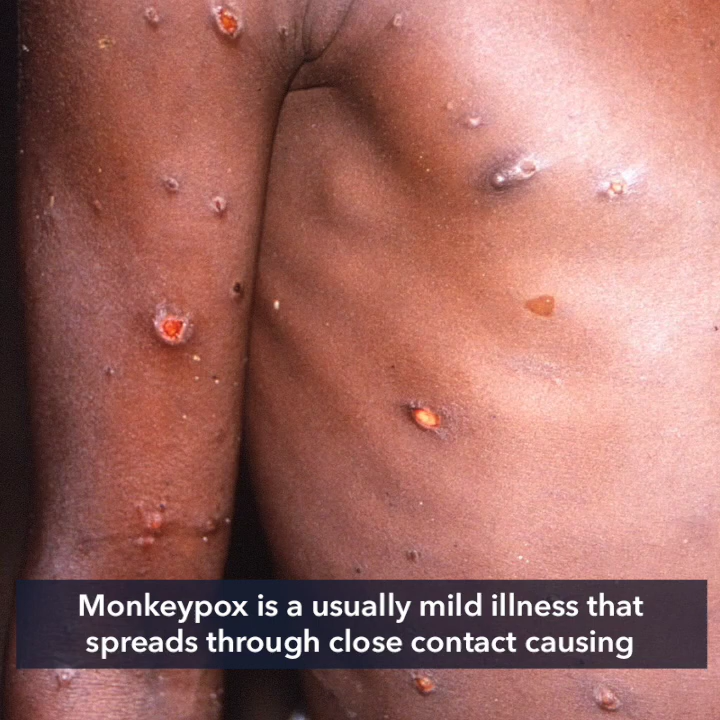 Monkeypox is a usually mild illness that
spreads through close contact causing